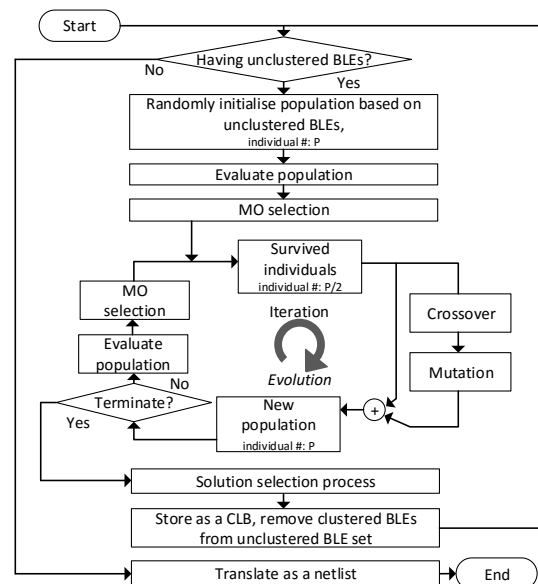 Start
Having unclustered BLEs?
No
Yes
Randomly initialise population based on
unclustered BLEs,
individual #: P
Evaluate population
MO selection
Survived
individuals
individual #: P/2
MO
selection
Iteration
Crossover
Evaluate
population
Evolution
Mutation
No
Terminate?
Yes
New
population
individual #: P
+
Solution selection process
Store as a CLB, remove clustered BLEs
from unclustered BLE set
Translate as a netlist
End